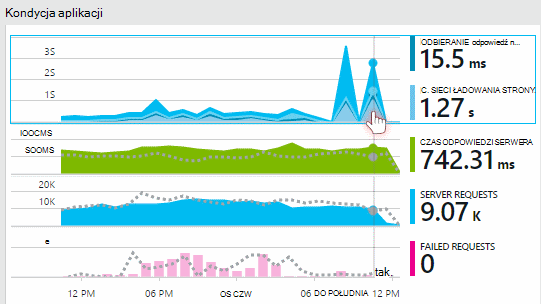 Kondycja aplikacji
3S
2S
1S
ODBIERANIE odpowiedź n...
15.5 ms
C. SIECI ŁADOWANIA STRONY.
1.27 s
IOOCMS
SOOMS
CZAS ODPOWIEDZI SERWERA
742.31 ms
20K
10K
SERVER REQUESTS
9.07 K
e
FAILED REQUESTS
0
tak,
12 PM
06 PM
OŚ CZW
06 DO POŁUDNIA
12 PM